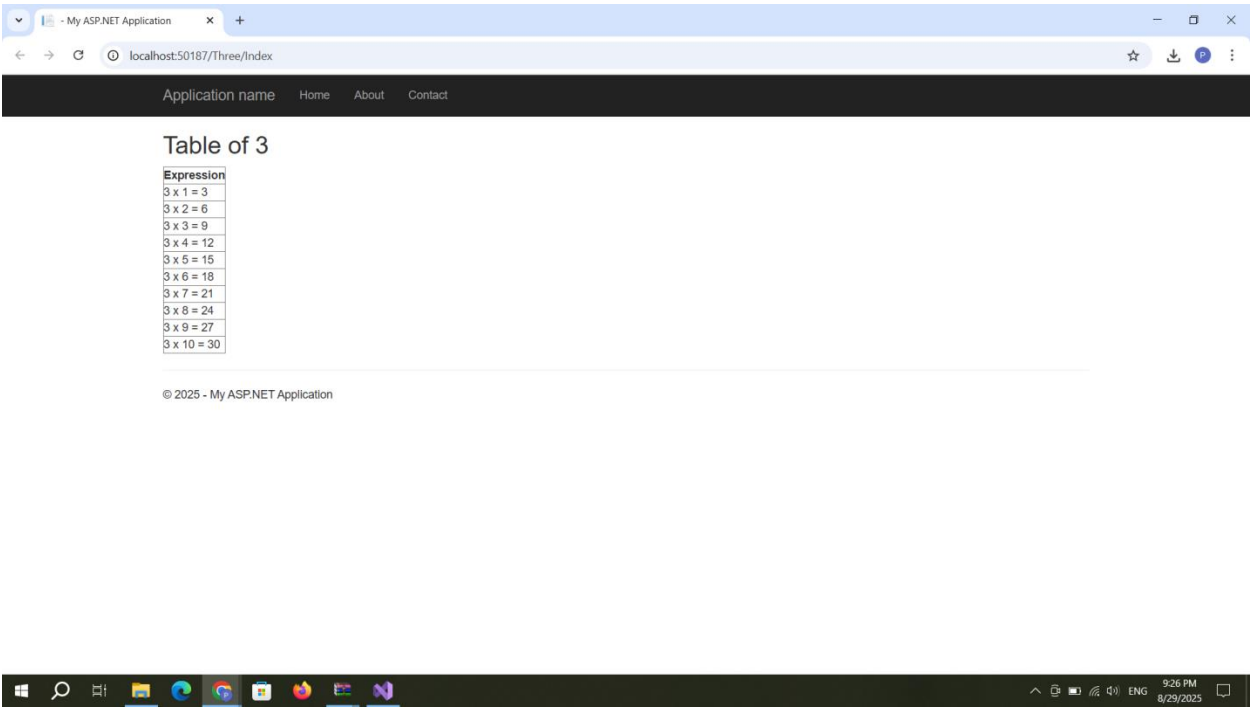 - My ASP.NET Application
localhost:50187/Three/Index
P
Application name Home About Contact
Table of 3
Expression
3 x 1 = 3
3 x 2 = 6
3 x 3 = 9
3 x 4 = 12
3 x 5 = 15
3 x 6 = 18
3 x 7 = 21
3 x 8 = 24
3 x 9 = 27
3 x 10 = 30
© 2025 - My ASP.NET Application
ENG
9:26 PM
8/29/2025